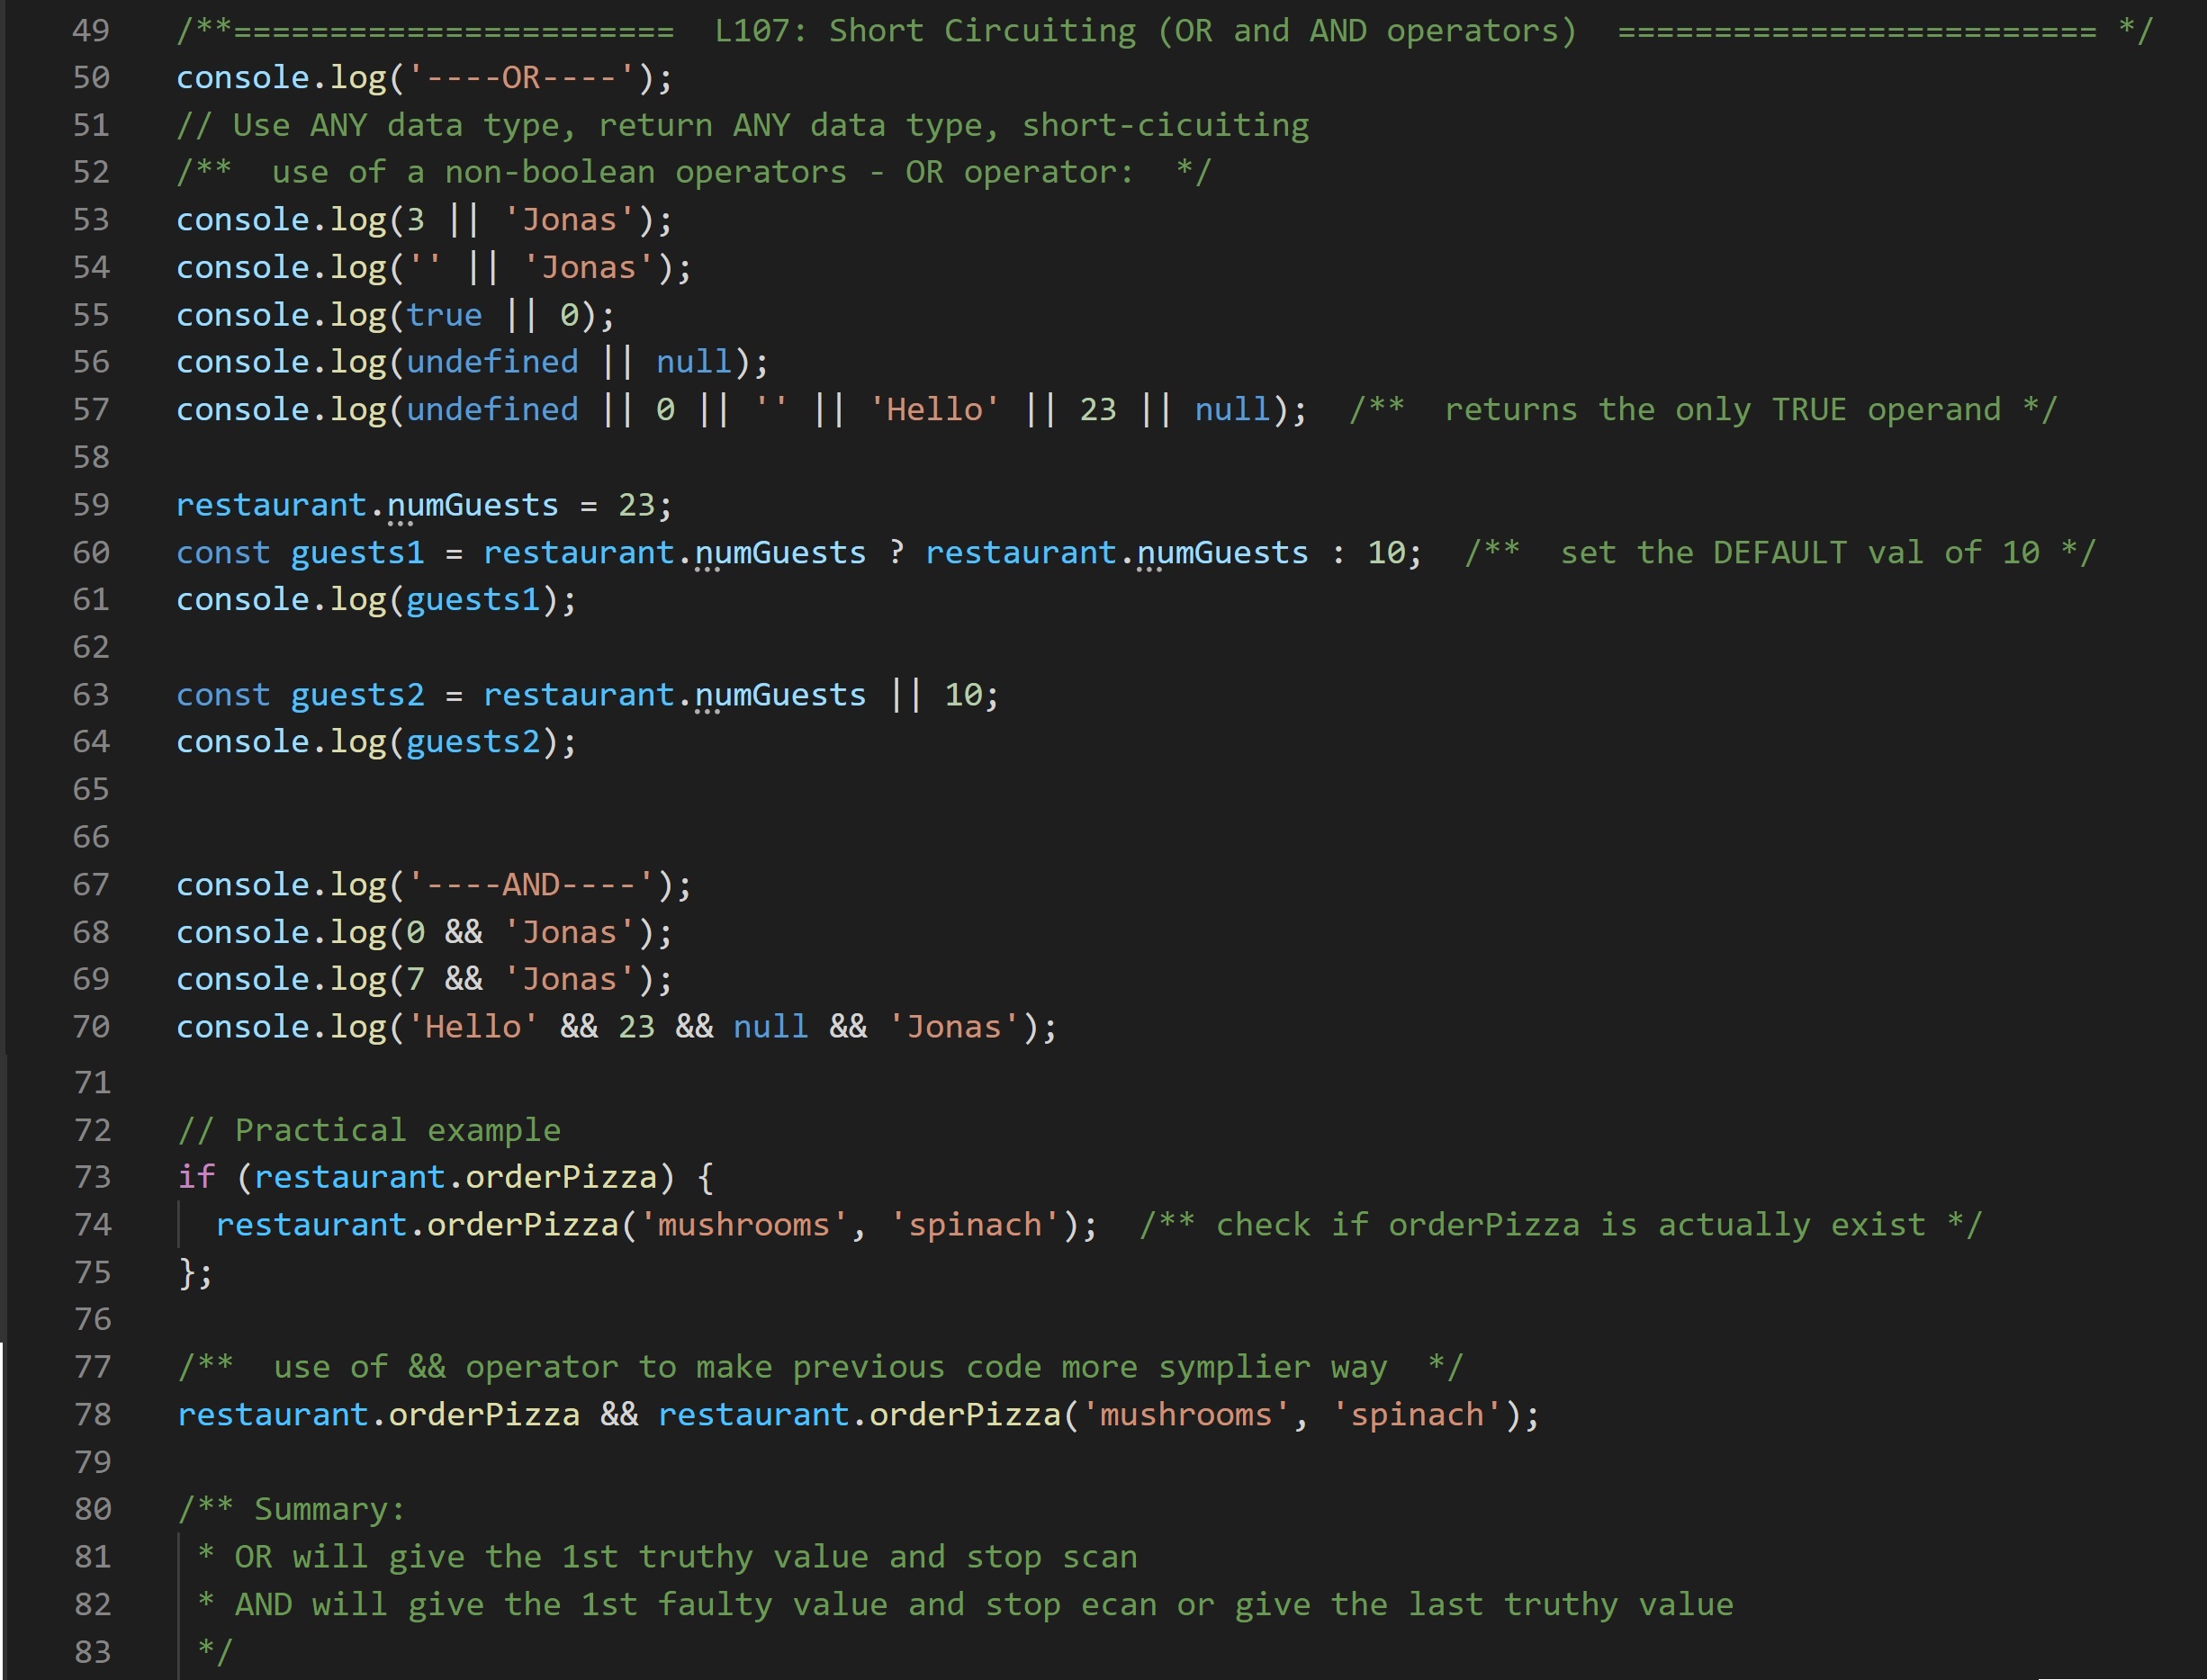 49 /**======================= L107: Short Circuiting (OR and AND operators) ========================= */
50 console.log('----OR----');
51 // Use ANY data type, return ANY data type, short-cicuiting
52 /**  use of a non-boolean operators - OR operator:  */
53 console.log(3 || 'Jonas');
54 console.log('' || 'Jonas');
55 console.log(true || 0);
56 console.log(undefined || null);
57 console.log(undefined || 0 || '' || 'Hello' || 23 || null);  /**  returns the only TRUE operand */
58
59 restaurant.numGuests = 23;
60 const guests1 = restaurant.numGuests ? restaurant.numGuests : 10;  /**  set the DEFAULT val of 10 */
61 console.log(guests1);
62
63 const guests2 = restaurant.numGuests || 10;
64 console.log(guests2);
65
66
67 console.log('----AND----');
68 console.log(0 && 'Jonas');
69 console.log(7 && 'Jonas');
70 console.log('Hello' && 23 && null && 'Jonas');
71
72 // Practical example
73 if (restaurant.orderPizza) {
74   restaurant.orderPizza('mushrooms', 'spinach');  /** check if orderPizza is actually exist */
75 };
76
77 /**  use of && operator to make previous code more symplier way  */
78 restaurant.orderPizza && restaurant.orderPizza('mushrooms', 'spinach');
79
80 /** Summary:
81  * OR will give the 1st truthy value and stop scan
82  * AND will give the 1st faulty value and stop ecan or give the last truthy value
83  */